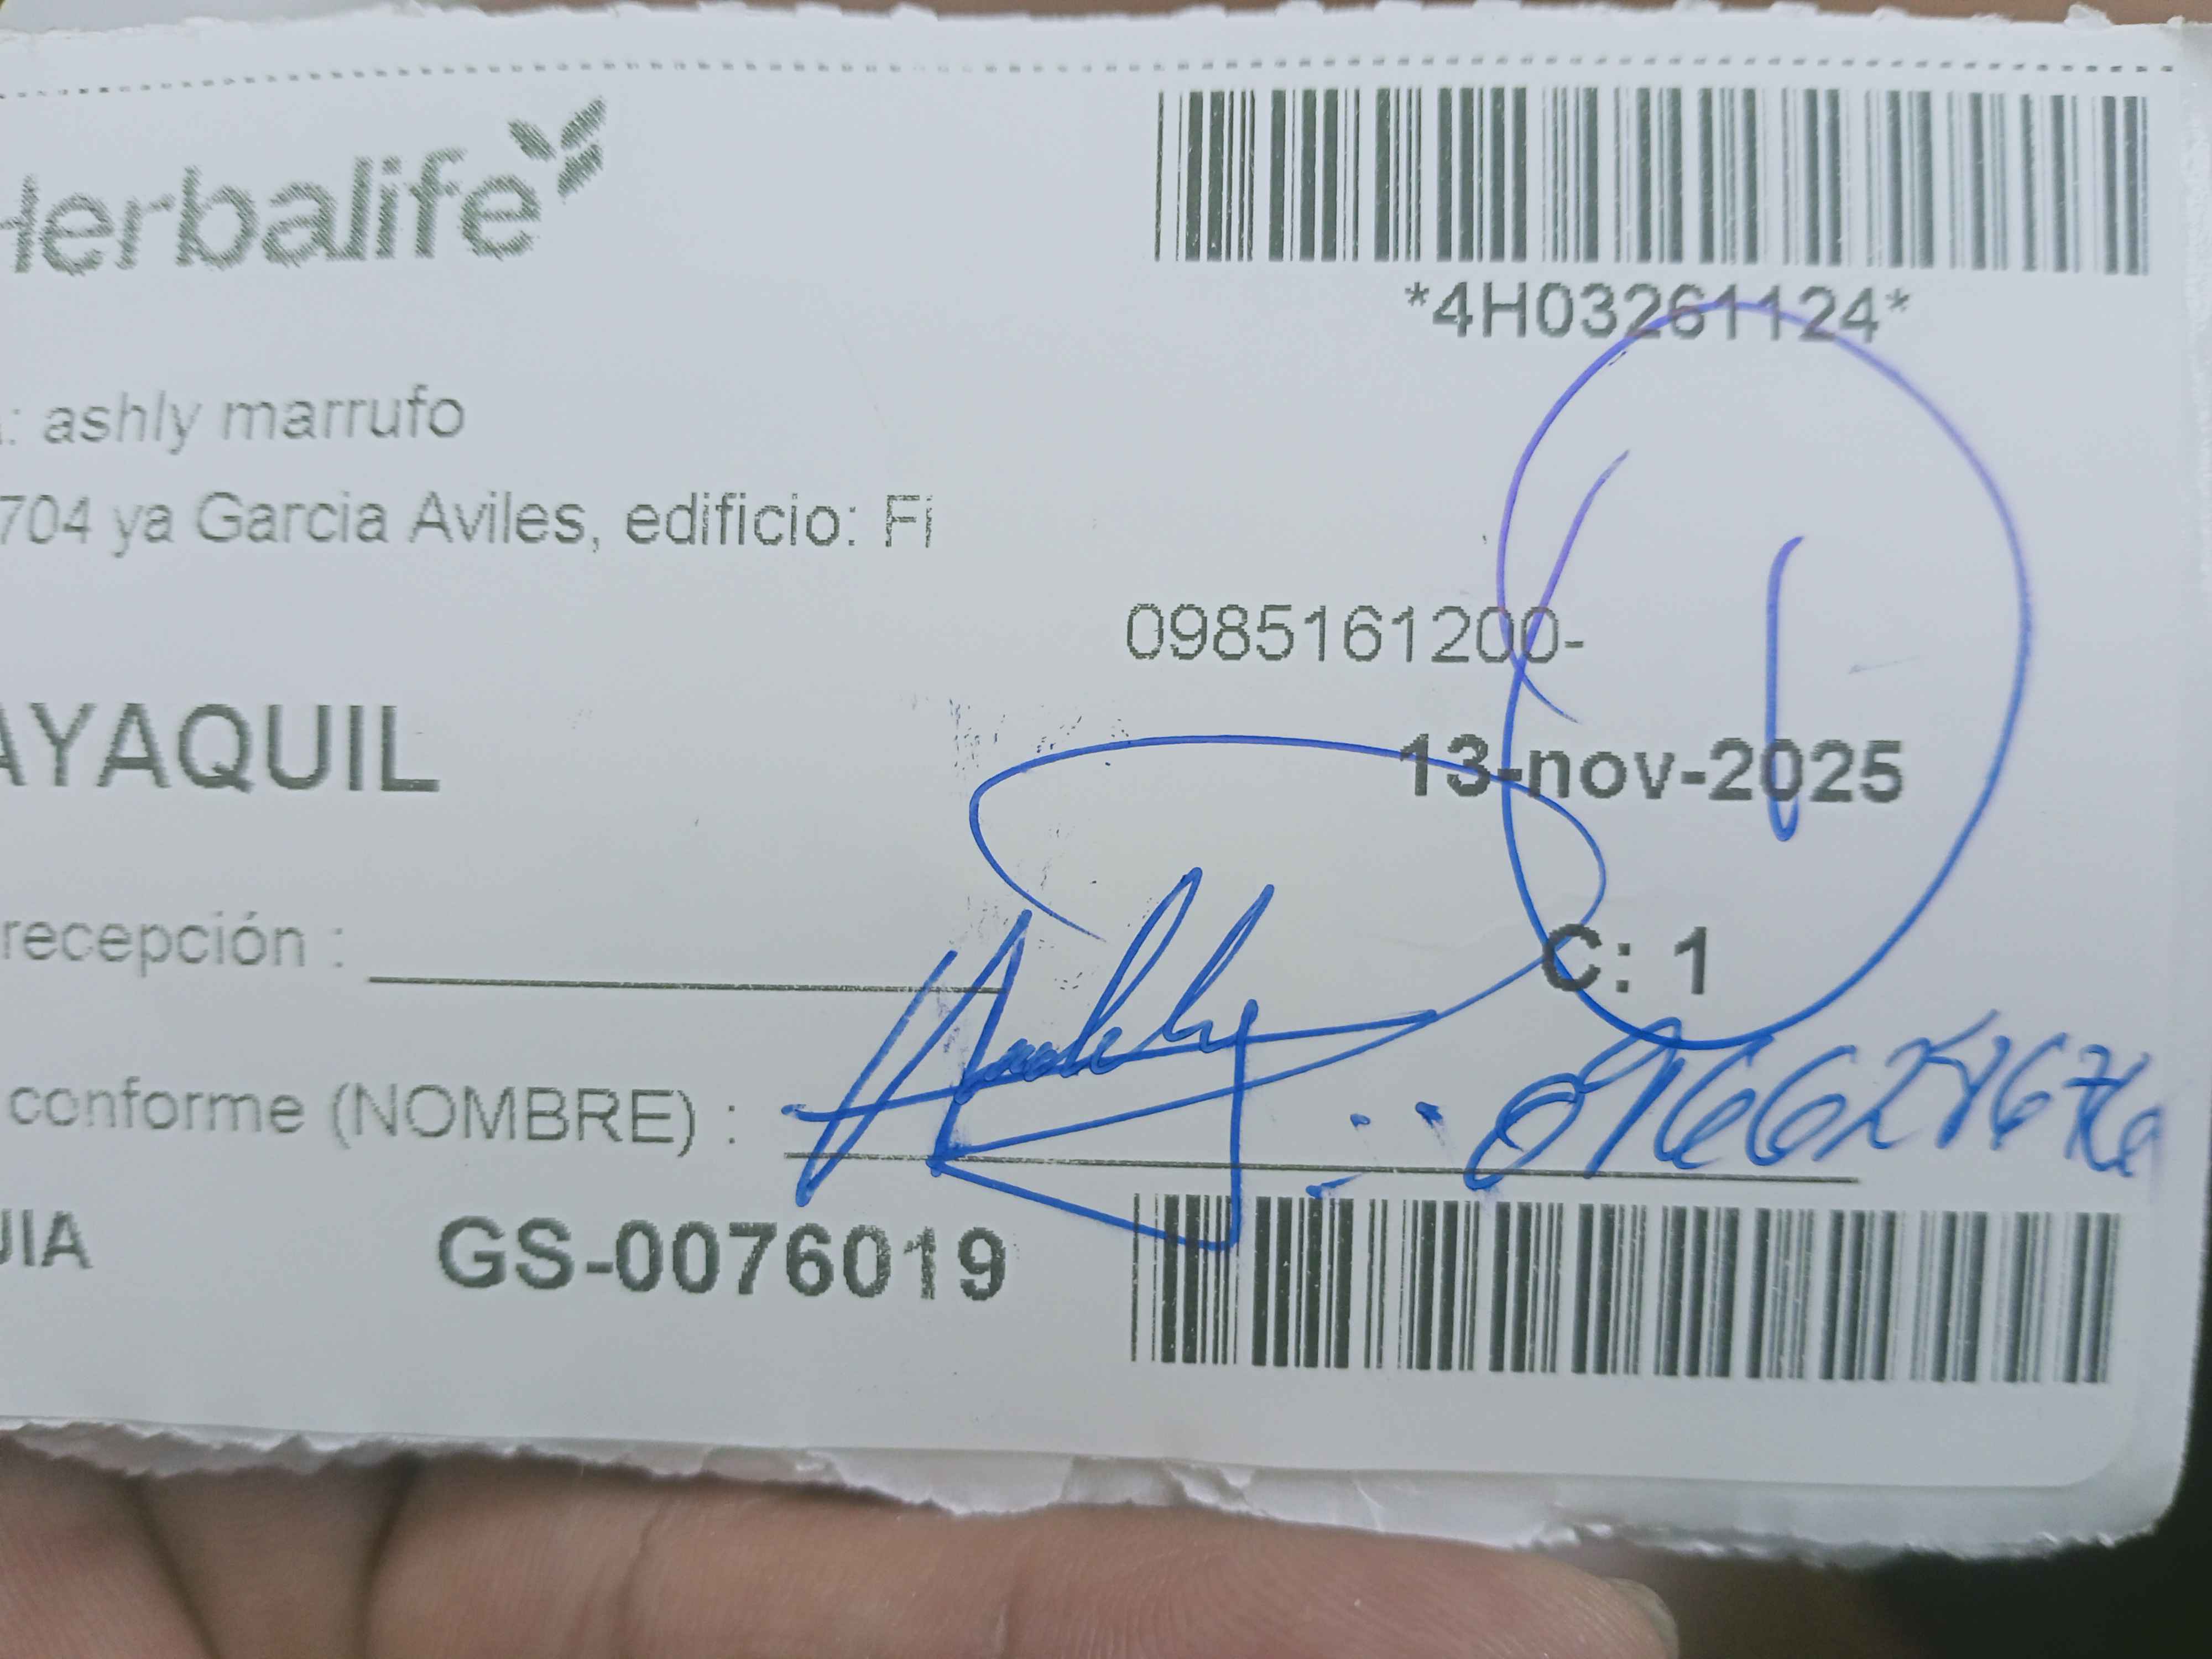 Herbalife
*4H03261124*
: ashly marrufo
704 ya Garcia Aviles, edificio: Fi
0985161200-
AYAQUIL
13-nov-2025
recepción :
C: 1
conforme (NOMBRE) :
Ashly
UIA
GS-0076019